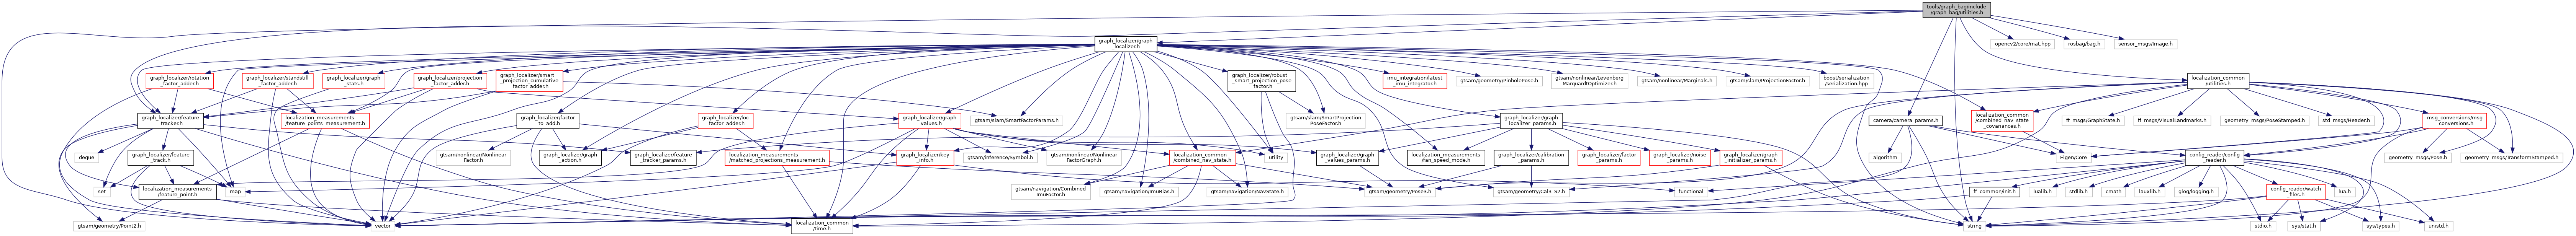 tools/graph_bag/include
/graph_bag/utilities.h
graph_localizer/graph
_localizer.h
opencv2/core/mat.hpp
rosbag/bag.h
sensor_msgs/Image.h
graph_localizer/rotation
_factor_adder.h
graph_localizer/standstill
_factor_adder.h
graph_localizer/graph
_stats.h
graph_localizer/projection
_factor_adder.h
graph_localizer/smart
_projection_cumulative
_factor_adder.h
graph_localizer/robust
_smart_projection_pose
_factor.h
imu_integration/latest
_imu_integrator.h
gtsam/geometry/PinholePose.h
gtsam/nonlinear/Levenberg
MarquardtOptimizer.h
gtsam/nonlinear/Marginals.h
gtsam/slam/ProjectionFactor.h
boost/serialization
/serialization.hpp
localization_common
/utilities.h
graph_localizer/feature
_tracker.h
localization_measurements
/feature_points_measurement.h
graph_localizer/factor
_to_add.h
graph_localizer/loc
_factor_adder.h
graph_localizer/graph
_values.h
gtsam/slam/SmartFactorParams.h
gtsam/slam/SmartProjection
PoseFactor.h
graph_localizer/graph
_localizer_params.h
camera/camera_params.h
localization_common
/combined_nav_state
_covariances.h
ff_msgs/GraphState.h
ff_msgs/VisualLandmarks.h
geometry_msgs/PoseStamped.h
std_msgs/Header.h
msg_conversions/msg
_conversions.h
deque
graph_localizer/feature
_track.h
gtsam/nonlinear/Nonlinear
Factor.h
graph_localizer/graph
_action.h
graph_localizer/feature
_tracker_params.h
localization_measurements
/matched_projections_measurement.h
graph_localizer/key
_info.h
gtsam/inference/Symbol.h
gtsam/nonlinear/Nonlinear
FactorGraph.h
localization_common
/combined_nav_state.h
utility
graph_localizer/graph
_values_params.h
localization_measurements
/fan_speed_mode.h
graph_localizer/calibration
_params.h
graph_localizer/factor
_params.h
graph_localizer/noise
_params.h
graph_localizer/graph
_initializer_params.h
algorithm
Eigen/Core
config_reader/config
_reader.h
geometry_msgs/Pose.h
geometry_msgs/TransformStamped.h
set
localization_measurements
/feature_point.h
map
gtsam/navigation/Combined
ImuFactor.h
gtsam/navigation/ImuBias.h
gtsam/navigation/NavState.h
gtsam/geometry/Pose3.h
gtsam/geometry/Cal3_S2.h
functional
ff_common/init.h
lualib.h
stdlib.h
cmath
lauxlib.h
glog/logging.h
config_reader/watch
_files.h
lua.h
gtsam/geometry/Point2.h
vector
localization_common
/time.h
string
stdio.h
sys/stat.h
sys/types.h
unistd.h